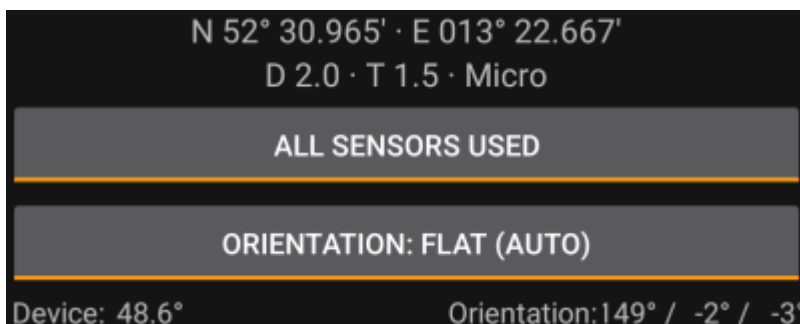 N 52° 30.965' · E 013° 22.667'
D 2.0 · T 1.5 · Micro
ALL SENSORS USED
ORIENTATION: FLAT (AUTO)
Device: 48.6° Orientation:149° / -2° / -3°